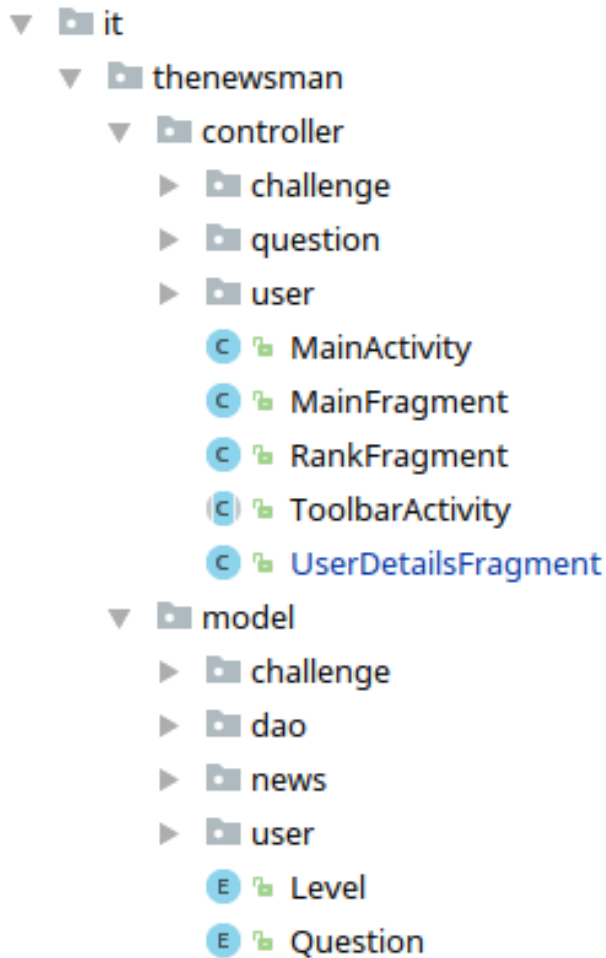 it
thenewsman
controller
challenge
question
user
C MainActivity
C MainFragment
C RankFragment
C ToolbarActivity
C UserDetailsFragment
model
challenge
dao
news
user
E Level
E Question